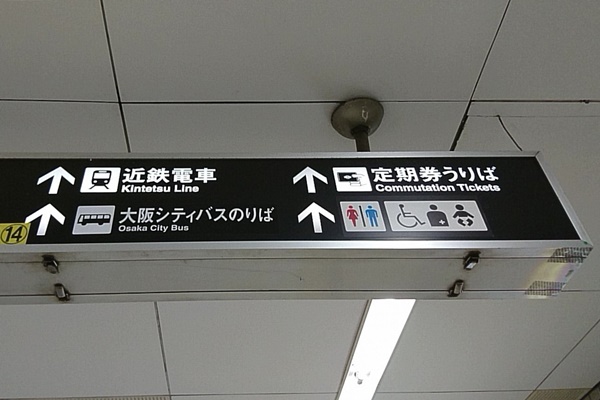 近鉄電車
Kintetsu Line
大阪シティバスのりば
Osaka City Bus
14
定期券うりば
Commutation Tickets